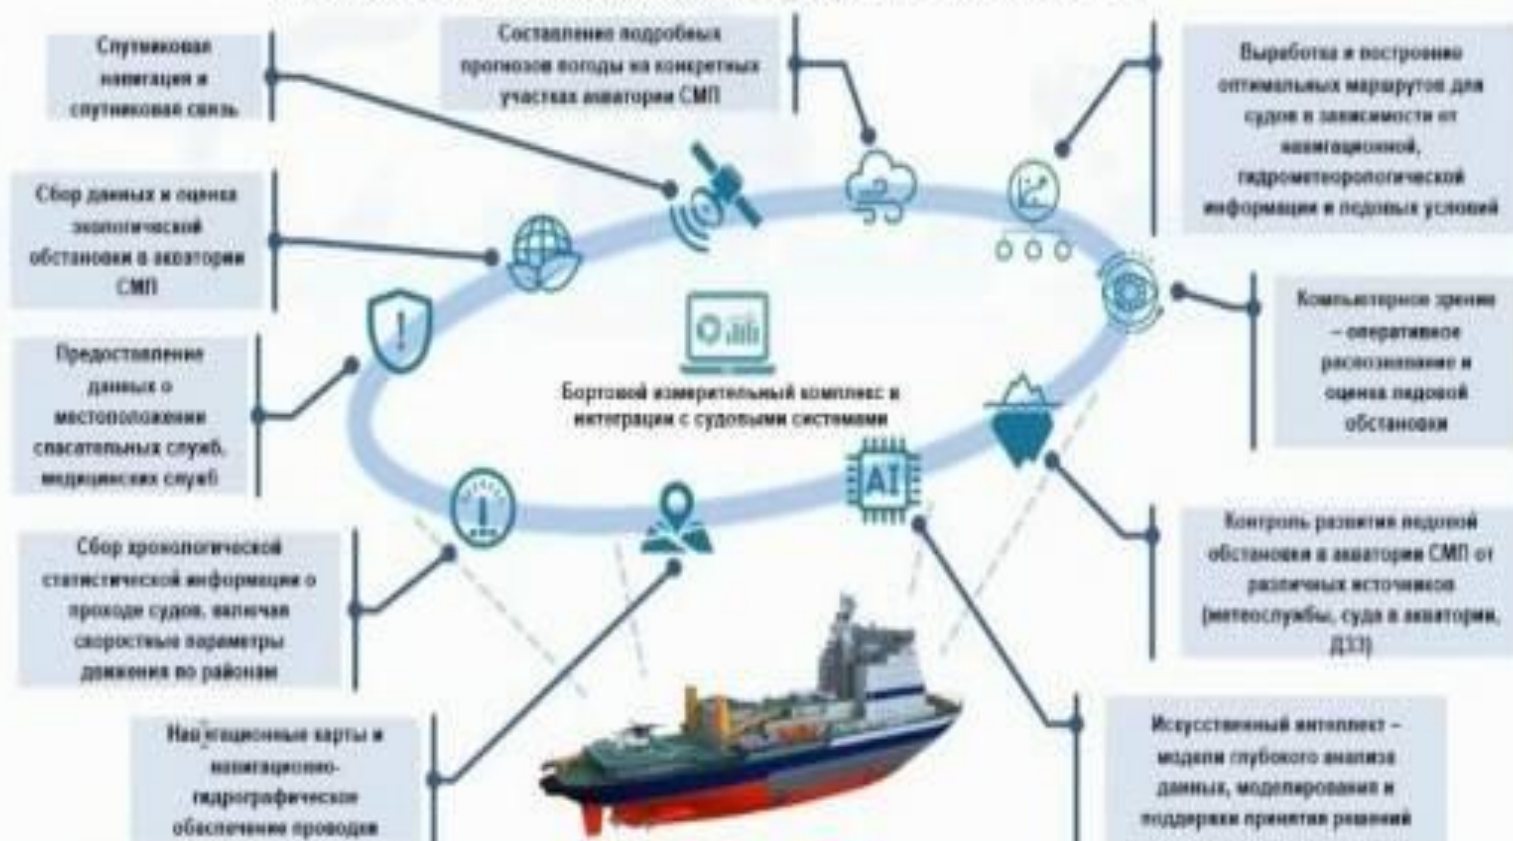 Спутниковая
навигация и
спутниковая связь
Составление подробных
прогнозов погоды на конкретных
участках акватории СМП
Выработка и построение
оптимальных маршрутов для
судов в зависимости от
навигационной,
гидрометеорологической
информации и ледовых условий
Сбор данных и оценка
экологической
обстановки в акватории
СМП
Компьютерное зрение
– оперативное
распознавание и
оценка ледовой
обстановки
Предоставление
данных о
местоположении
спасательных служб,
медицинских служб
Бортовой измерительный комплекс в
интеграции с судовыми системами
AI
Контроль развития ледовой
обстановки в акватории СМП от
различных источников
(метеослужбы, суда в акватории,
ДЗЗ)
Сбор хронологической
статистической информации о
проходе судов, включая
скоростные параметры
движения по районам
Навигационные карты и
навигационно-
гидрографическое
обеспечение проводки
Искусственный интеллект –
модели глубокого анализа
данных, моделирования и
поддержки принятия решений